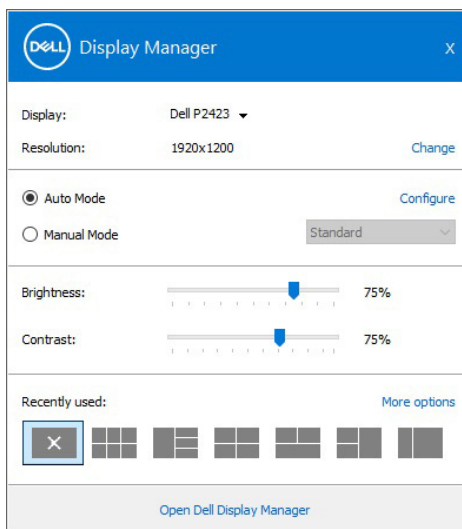 DELL Display Manager X
Display: Dell P2423
Resolution: 1920x1200 Change
Auto Mode Configure
Manual Mode Standard
Brightness: 75%
Contrast: 75%
Recently used: More options
Open Dell Display Manager